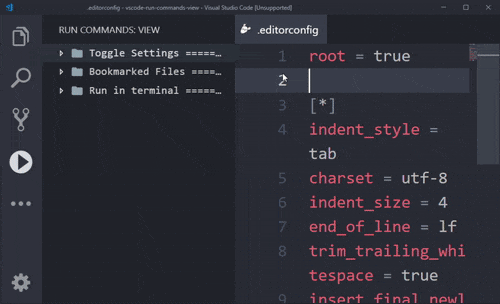 .editorconfig - vscode-run-commands-view - Visual Studio Code [Unsupported]
RUN COMMANDS: VIEW
Toggle Settings =====…
Bookmarked Files =====…
Run in terminal =====…
.editorconfig
1 root = true
2
3 [*]
4 indent_style =
tab
5 charset = utf-8
6 indent_size = 4
7 end_of_line = lf
8 trim_trailing_whi
tespace = true
9 insert_final_newl